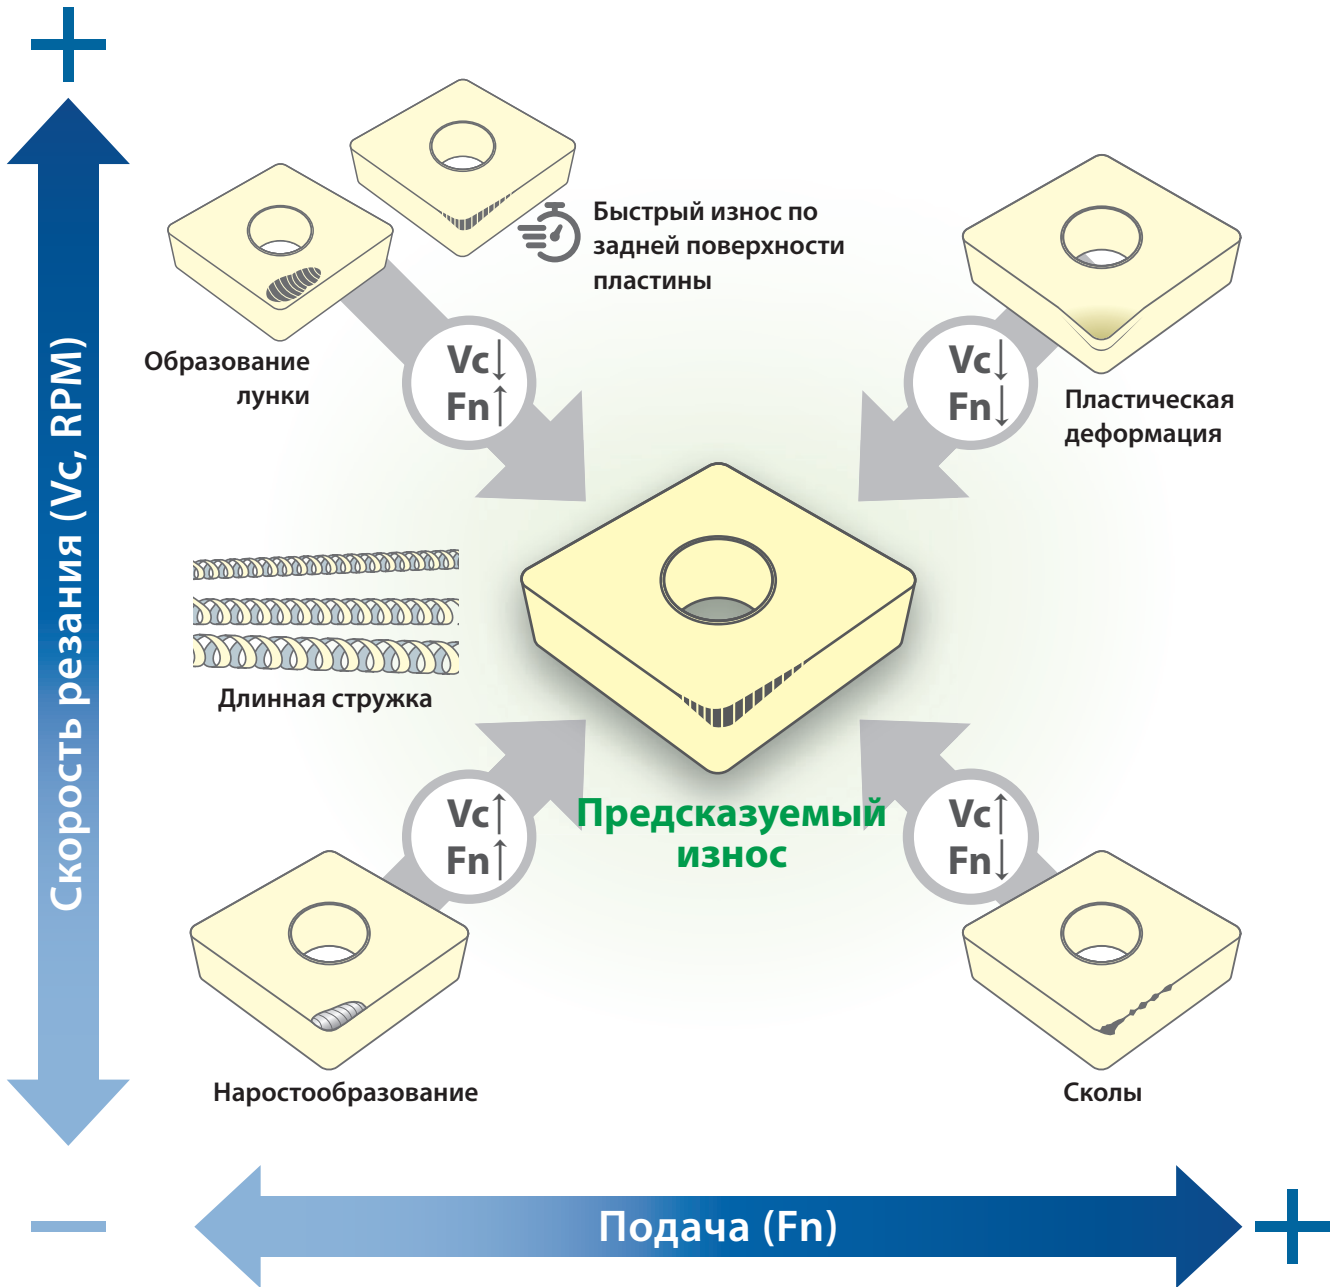 Быстрый износ по
задней поверхности
пластины
Образование
лунки
Vc↓
Fn↑
Vc↓
Fn↓
Пластическая
деформация
Скорость резания (Vc, RPM)
Длинная стружка
Vc↑
Fn↑
Предсказуемый
износ
Vc↑
Fn↓
Наростообразование
Сколы
Подача (Fn)